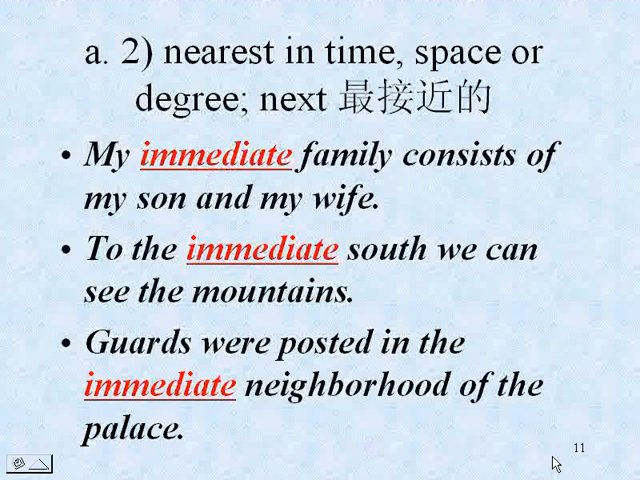 a. 2) nearest in time, space or
degree; next 最接近的
• My immediate family consists of
my son and my wife.
• To the immediate south we can
see the mountains.
• Guards were posted in the
immediate neighborhood of the
palace.
11